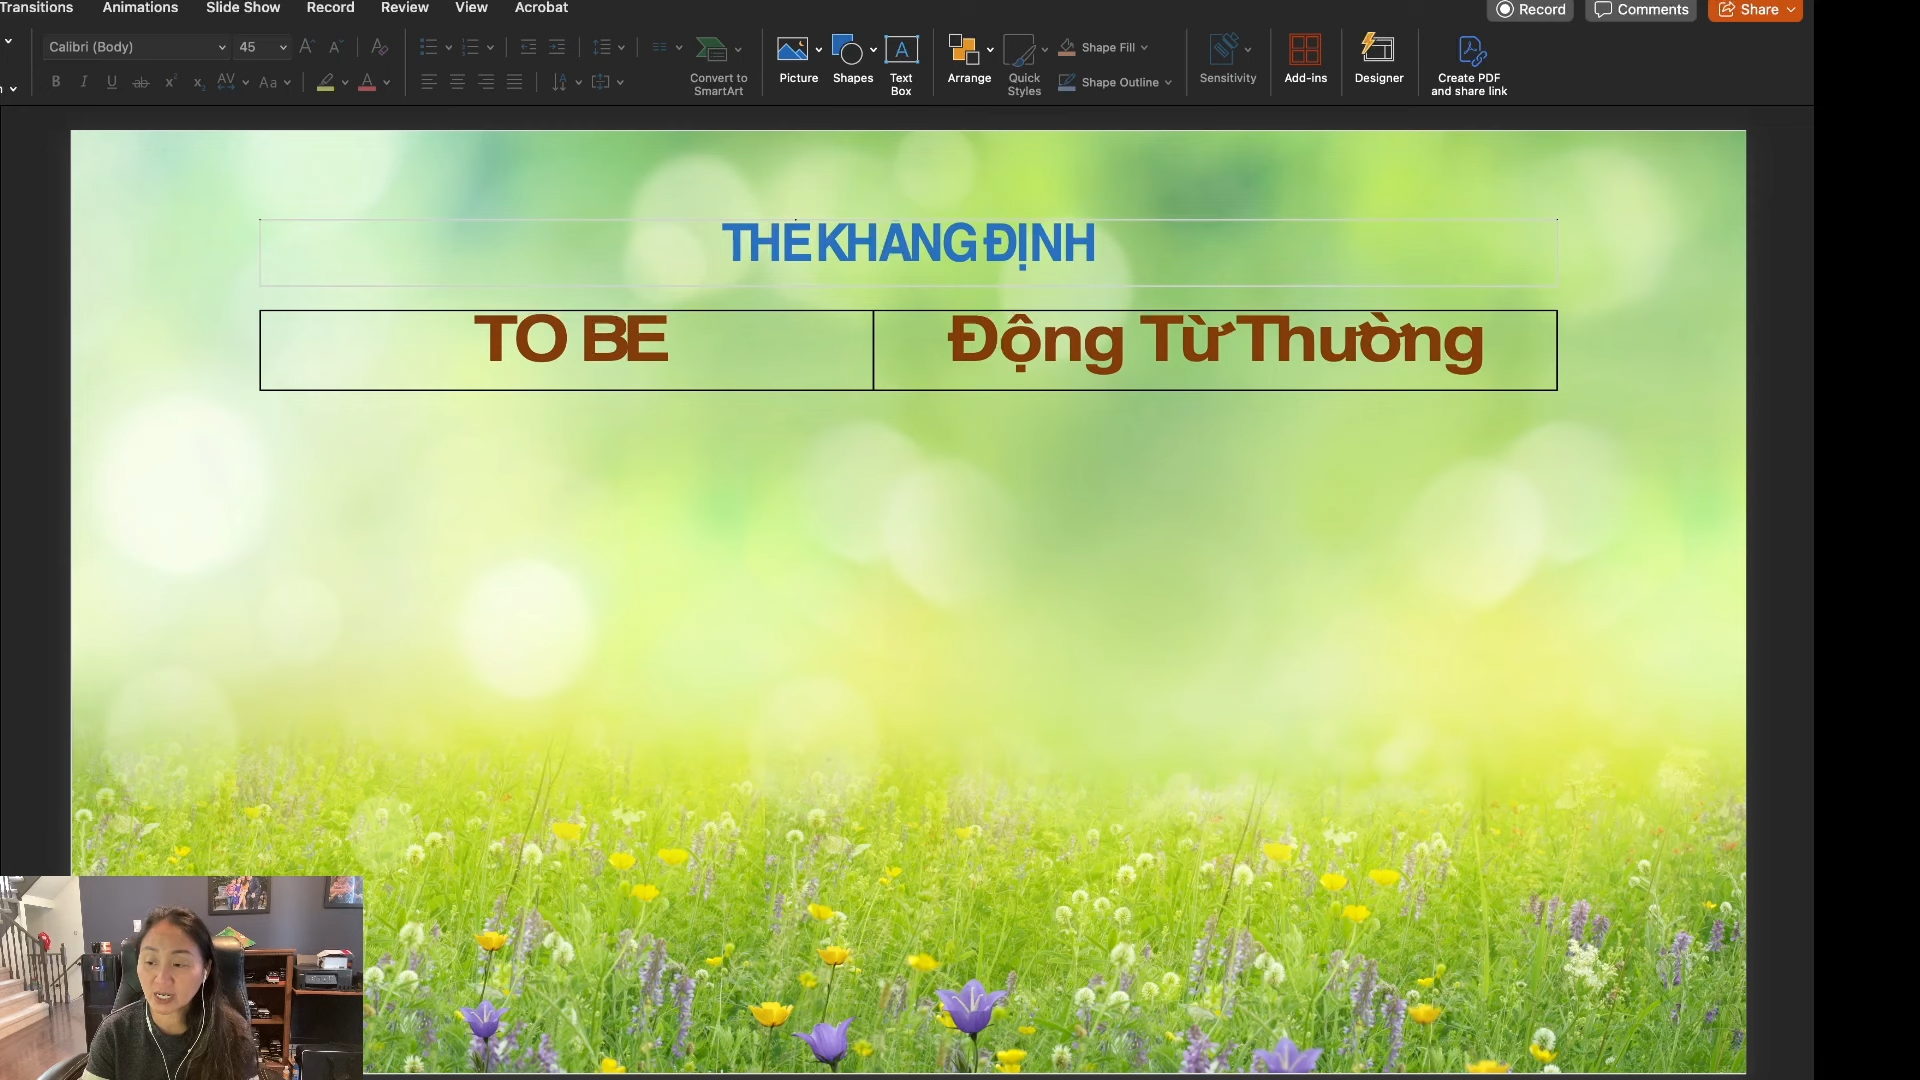 Transitions Animations Slide Show Record Review View Acrobat Record Comments Share
Calibri (Body) 45 Shape Fill
Convert to SmartArt Picture Shapes Text Box Arrange Quick Styles Shape Outline Sensitivity Add-ins Designer Create PDF and share link
THE KHANG ĐỊNH
TO BE Động Từ Thường